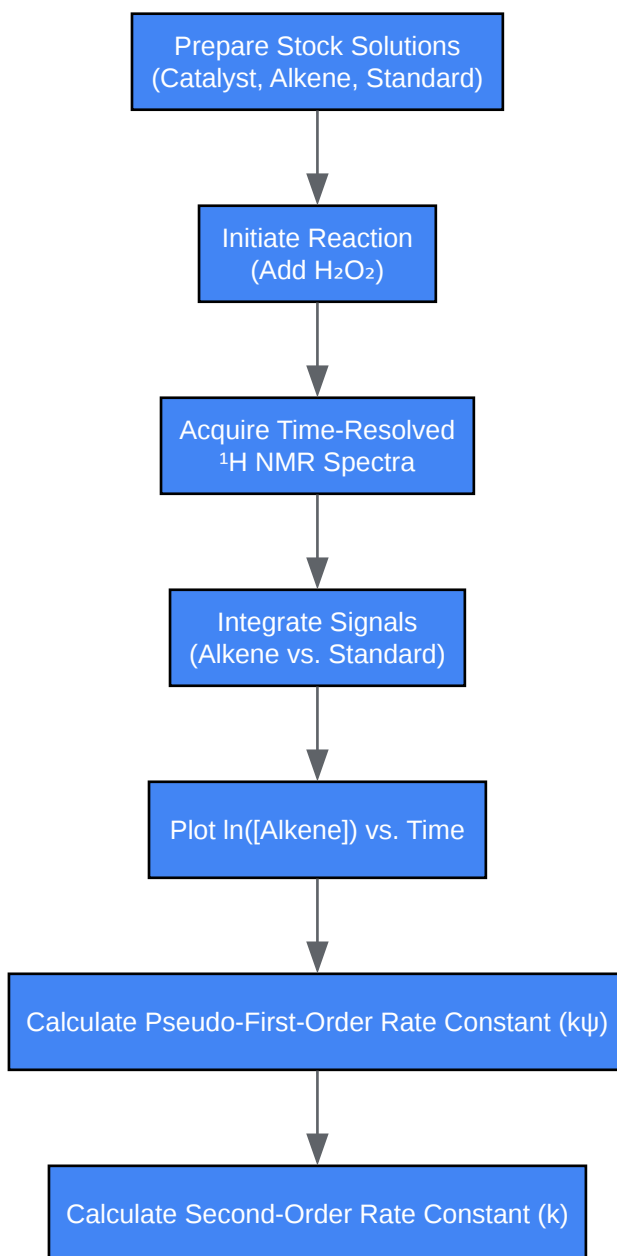 Prepare Stock Solutions
(Catalyst, Alkene, Standard)
Initiate Reaction
(Add H₂O₂)
Acquire Time-Resolved
¹H NMR Spectra
Integrate Signals
(Alkene vs. Standard)
Plot ln([Alkene]) vs. Time
Calculate Pseudo-First-Order Rate Constant (kψ)
Calculate Second-Order Rate Constant (k)